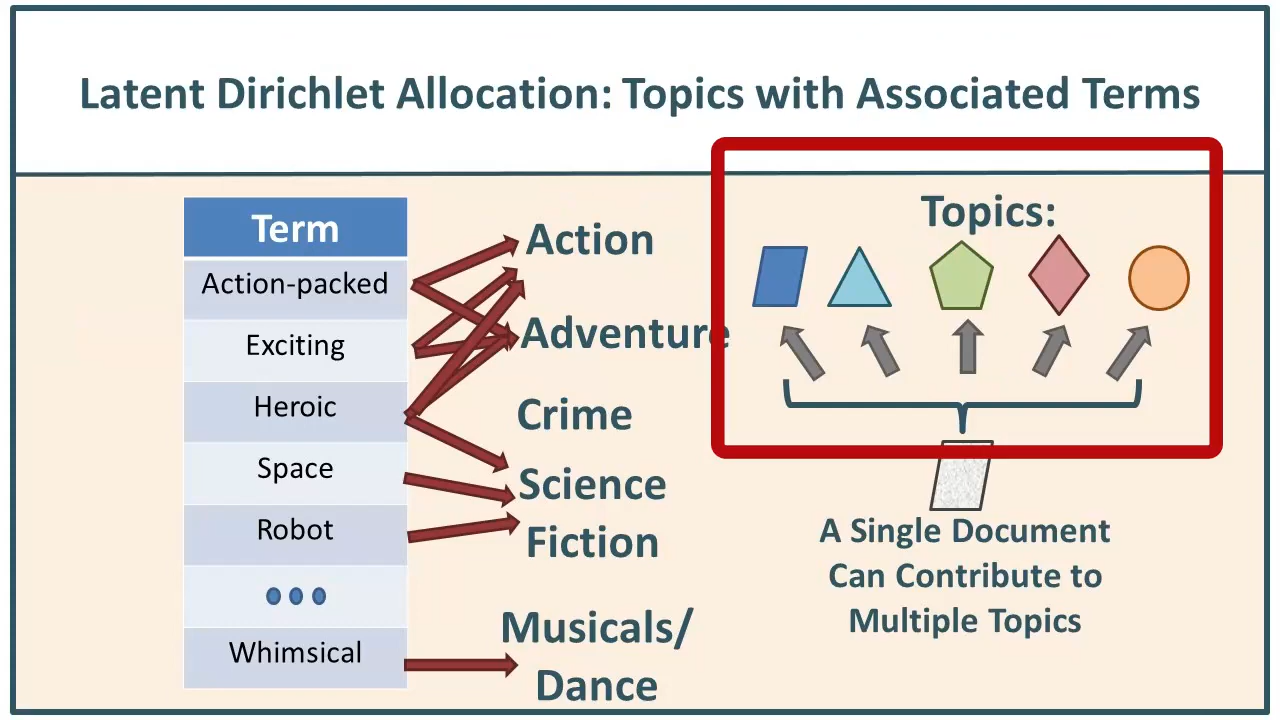 Latent Dirichlet Allocation: Topics with Associated Terms
Term
Action-packed
Exciting
Heroic
Space
Robot
Whimsical
Action
Adventure
Crime
Science
Fiction
Musicals/
Dance
Topics:
A Single Document
Can Contribute to
Multiple Topics